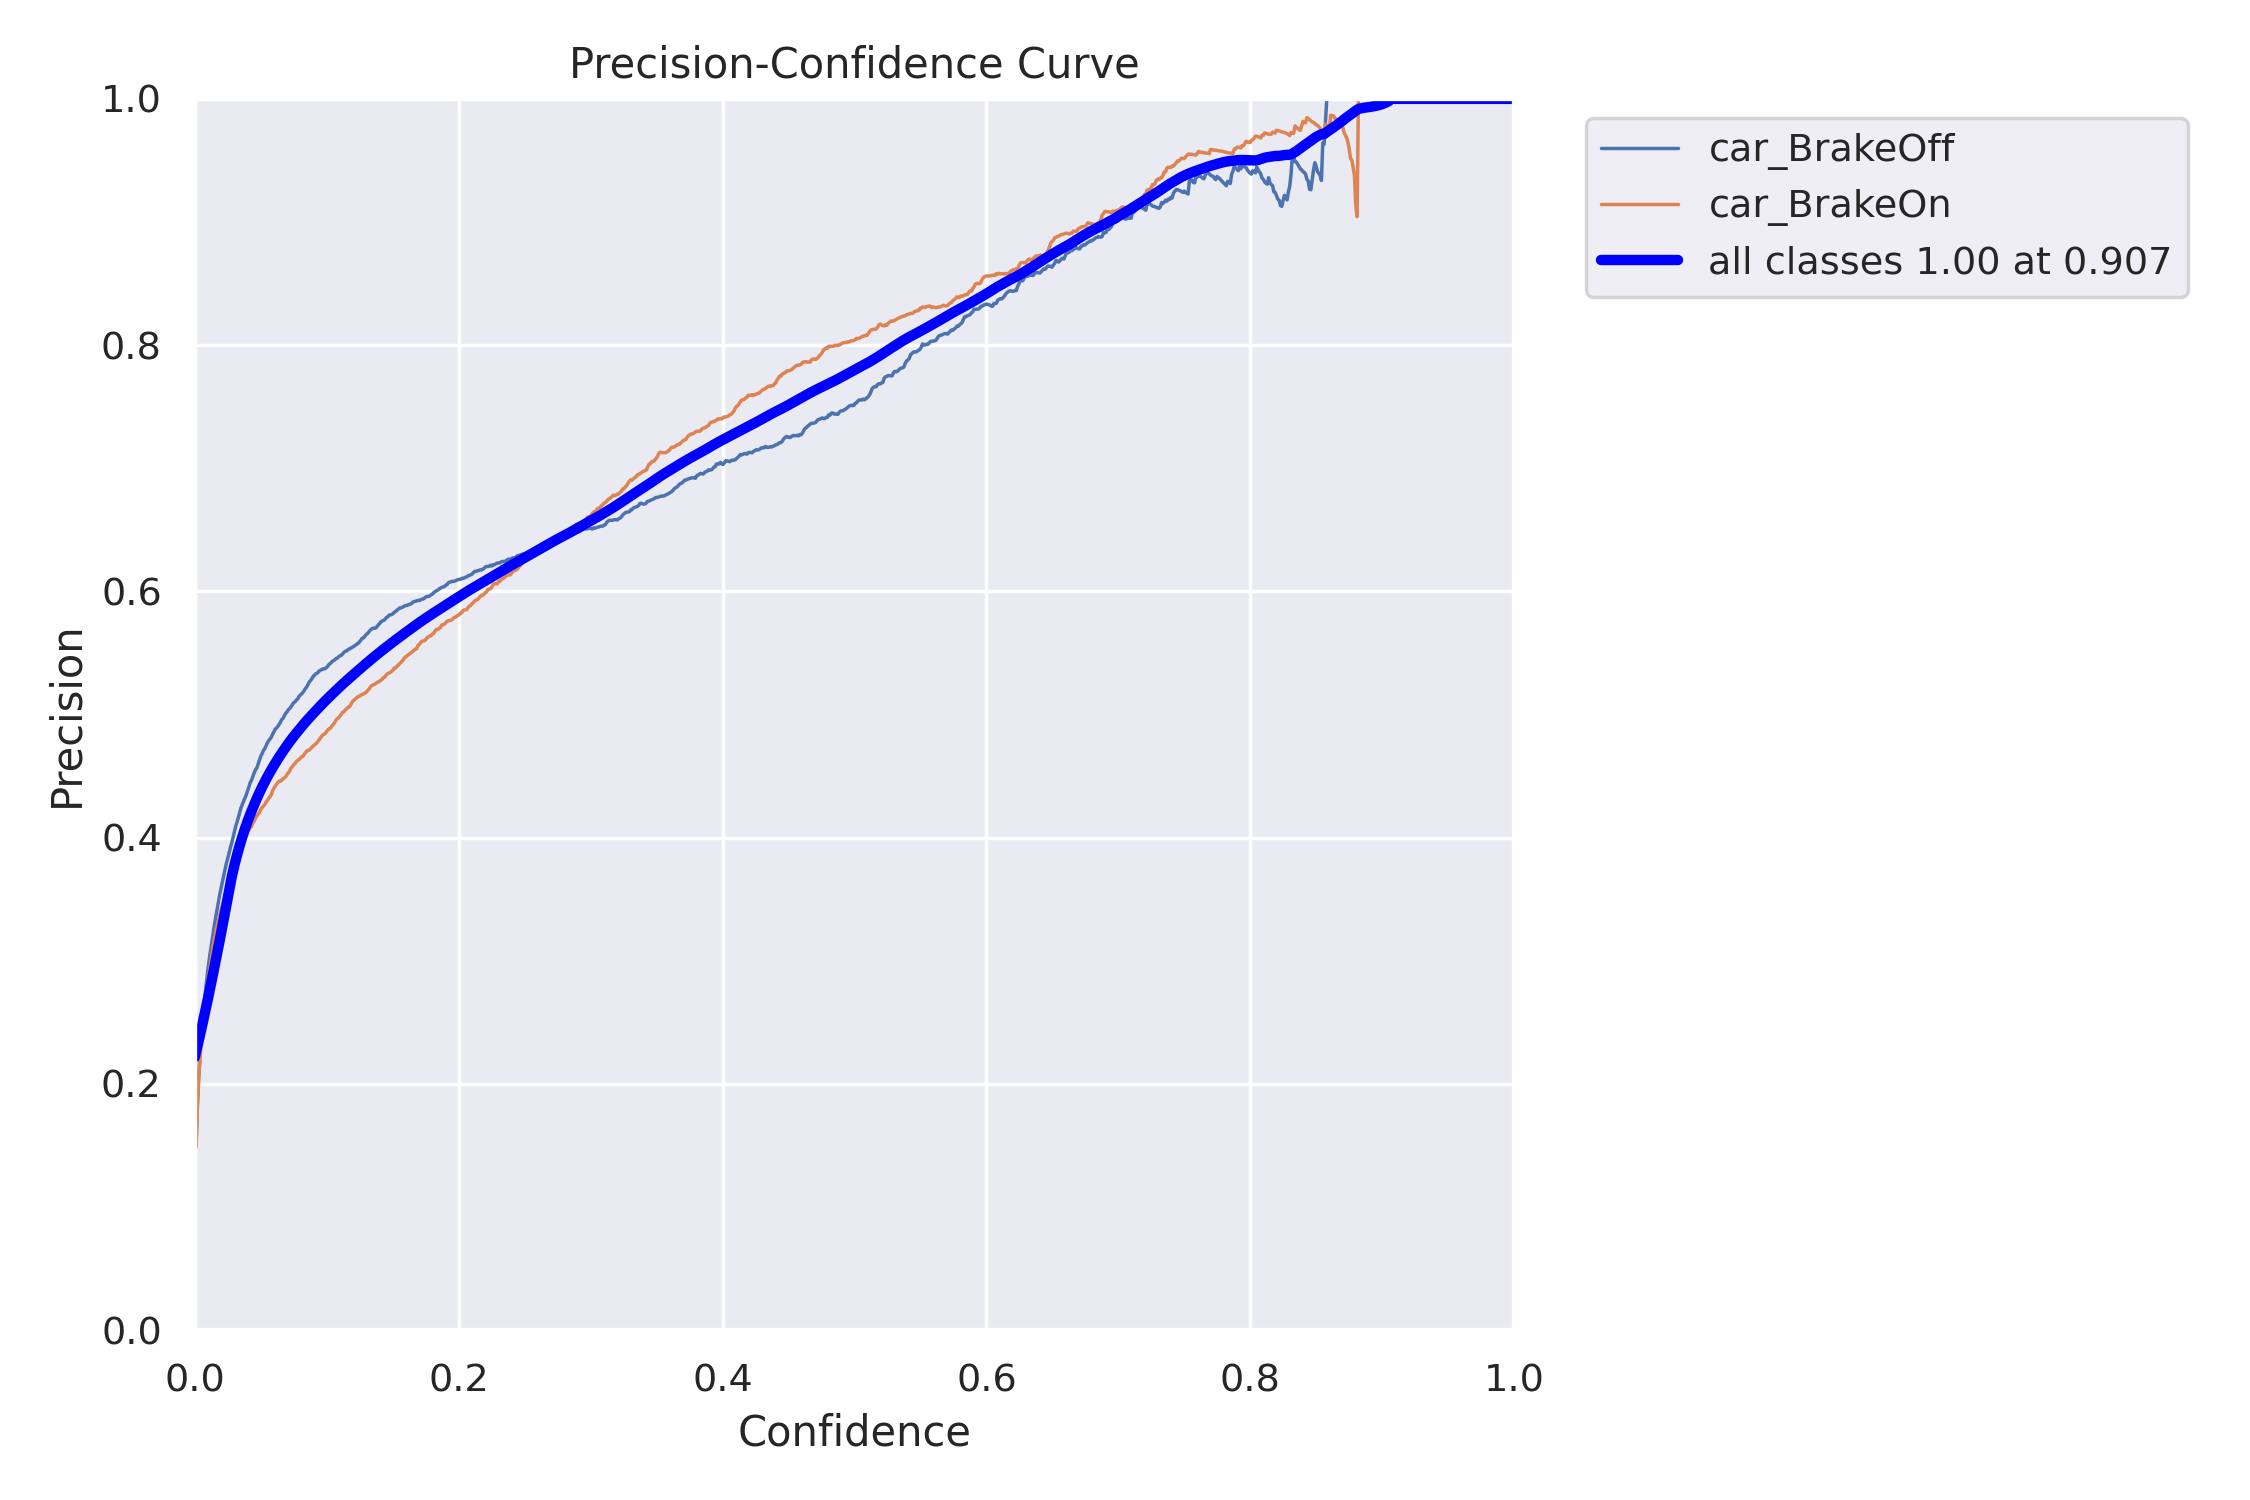 Precision-Confidence Curve
1.0
0.8
0.6
0.4
0.2
0.0
Precision
0.0 0.2 0.4 0.6 0.8 1.0
Confidence
car_BrakeOff
car_BrakeOn
all classes 1.00 at 0.907